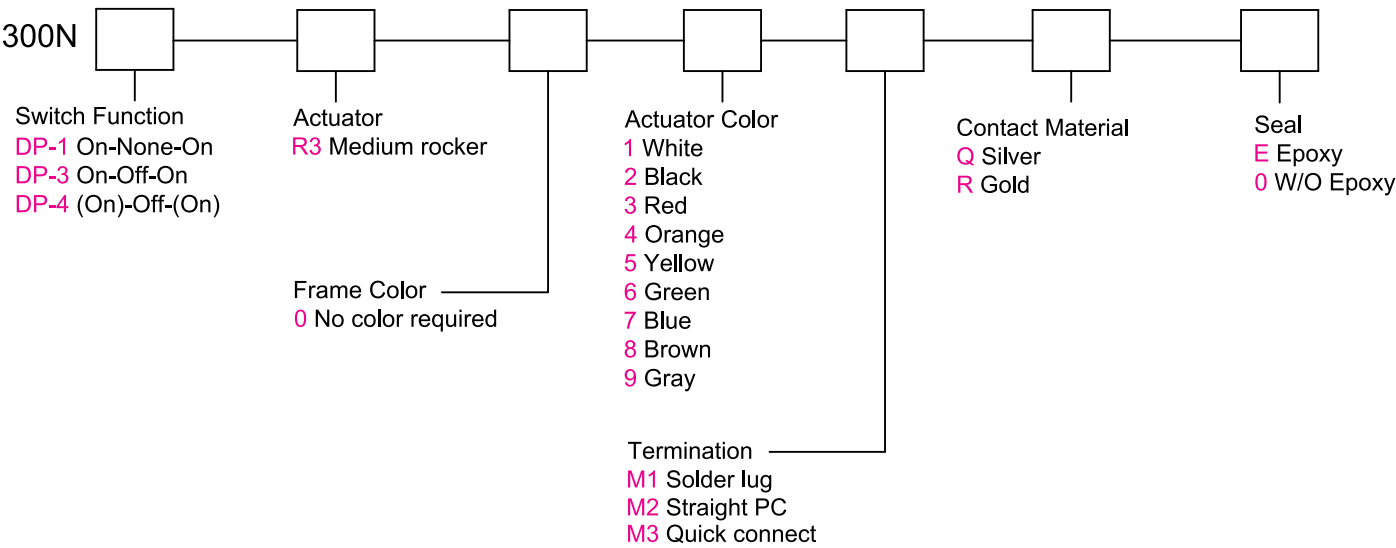 300N
Switch Function
DP-1 On-None-On
DP-3 On-Off-On
DP-4 (On)-Off-(On)
Actuator
R3 Medium rocker
Frame Color
0 No color required
Actuator Color
1 White
2 Black
3 Red
4 Orange
5 Yellow
6 Green
7 Blue
8 Brown
9 Gray
Termination
M1 Solder lug
M2 Straight PC
M3 Quick connect
Contact Material
Q Silver
R Gold
Seal
E Epoxy
0 W/O Epoxy